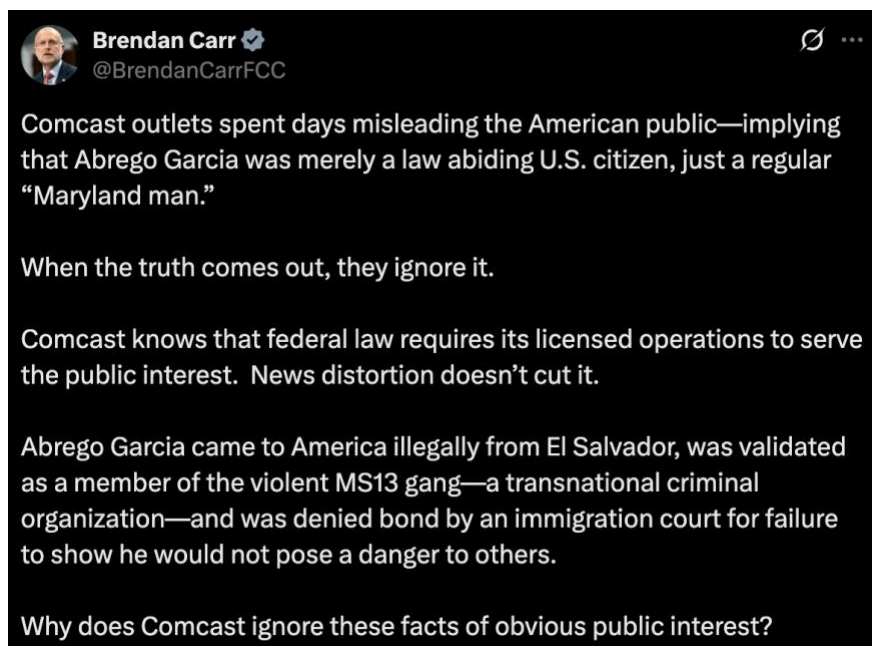 Brendan Carr
@BrendanCarrFCC
Comcast outlets spent days misleading the American public—implying
that Abrego Garcia was merely a law abiding U.S. citizen, just a regular
“Maryland man.”
When the truth comes out, they ignore it.
Comcast knows that federal law requires its licensed operations to serve
the public interest.  News distortion doesn’t cut it.
Abrego Garcia came to America illegally from El Salvador, was validated
as a member of the violent MS13 gang—a transnational criminal
organization—and was denied bond by an immigration court for failure
to show he would not pose a danger to others.
Why does Comcast ignore these facts of obvious public interest?